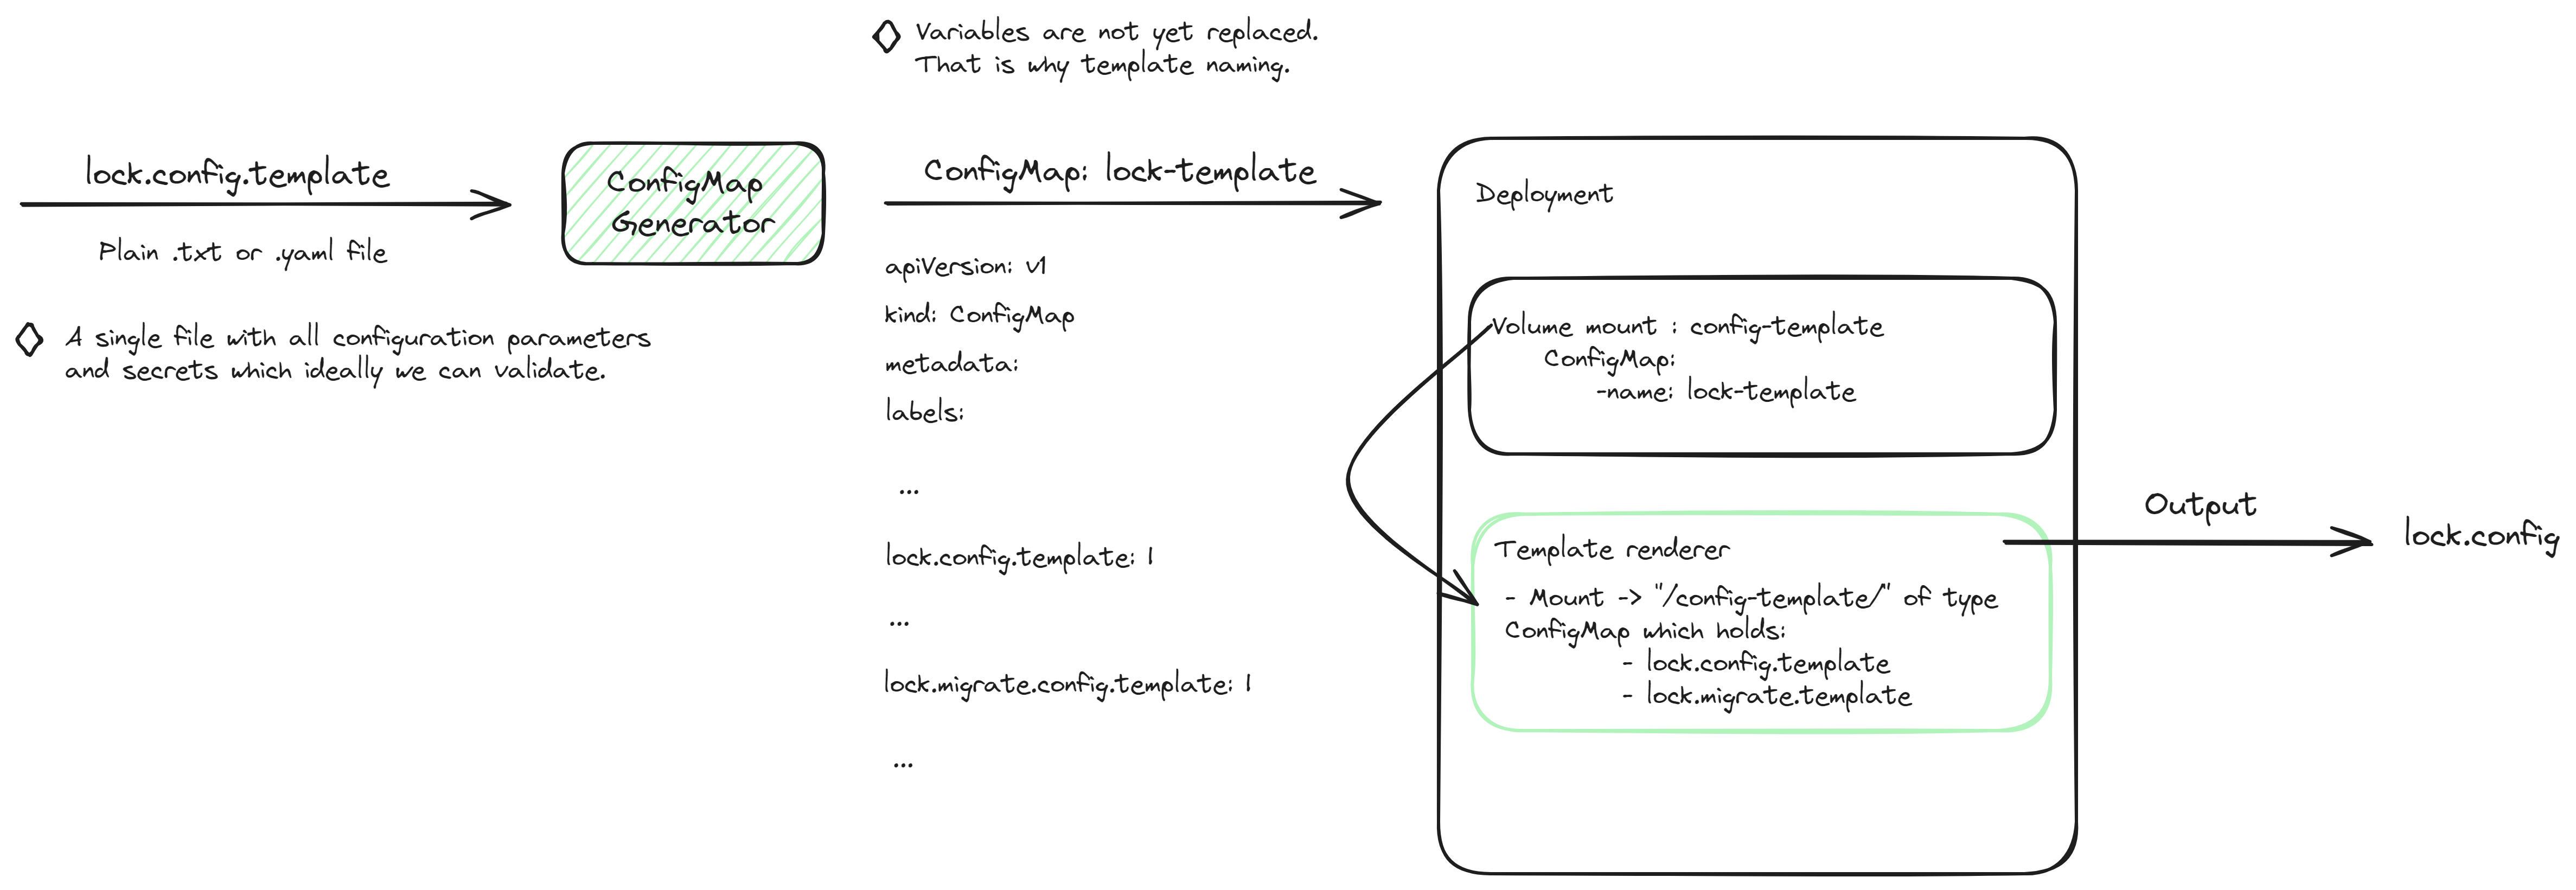 Variables are not yet replaced.
That is why template naming.
lock.config.template
Plain .txt or .yaml file
A single file with all configuration parameters
and secrets which ideally we can validate.
ConfigMap
Generator
ConfigMap: lock-template
apiVersion: v1
kind: ConfigMap
metadata:
labels:
...
lock.config.template: |
...
lock.migrate.config.template: |
...
Deployment
Volume mount : config-template
ConfigMap:
-name: lock-template
Template renderer
- Mount -> "/config-template/" of type
ConfigMap which holds:
- lock.config.template
- lock.migrate.template
Output
lock.config